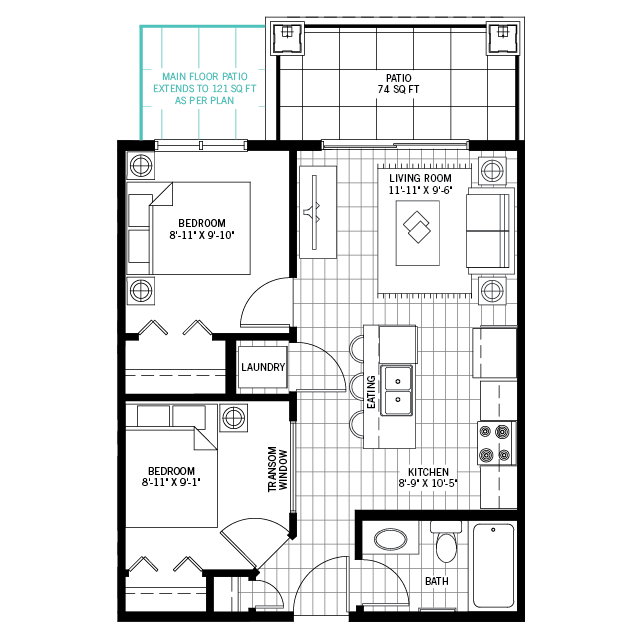 MAIN FLOOR PATIO
EXTENDS TO 121 SQ FT
AS PER PLAN
PATIO
74 SQ FT
LIVING ROOM
11'-11" X 9'-6"
BEDROOM
8'-11" X 9'-10"
LAUNDRY
EATING
BEDROOM
8'-11" X 9'-1"
TRANSOM
WINDOW
KITCHEN
8'-9" X 10'-5"
BATH